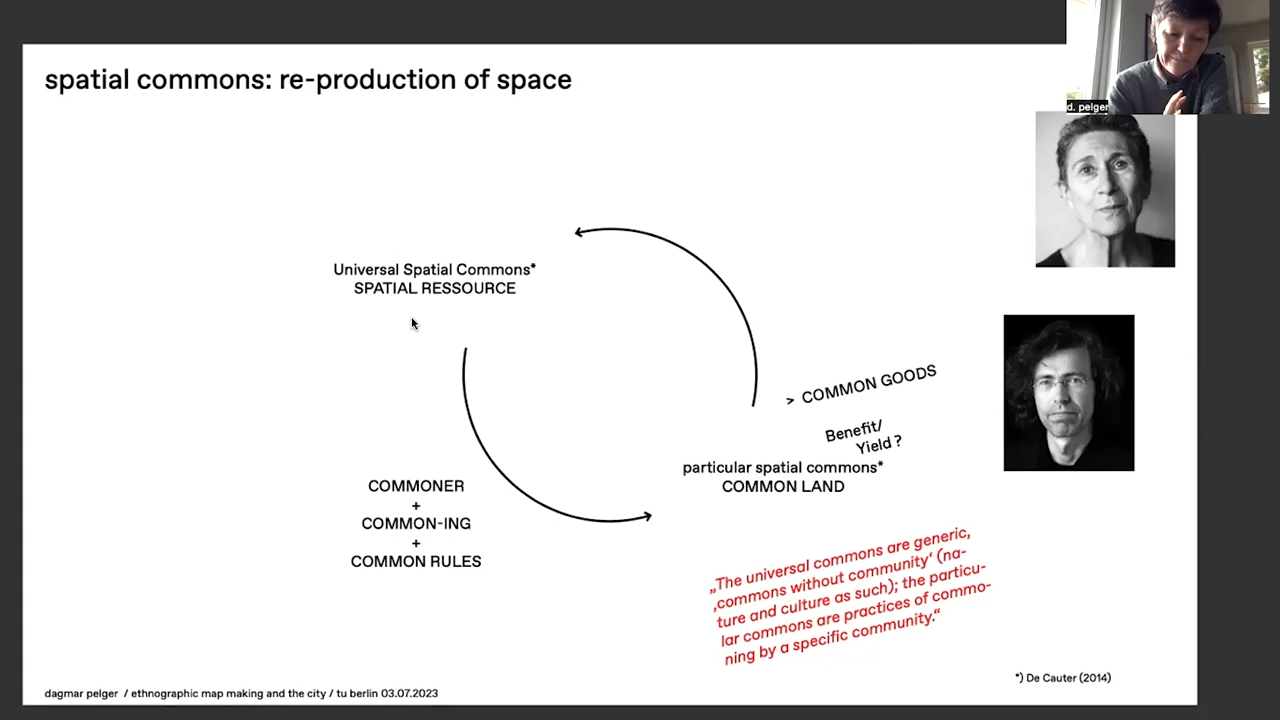 spatial commons: re-production of space
d. pelger
Universal Spatial Commons*
SPATIAL RESSOURCE
> COMMON GOODS
Benefit/
Yield ?
particular spatial commons*
COMMON LAND
COMMONER
+
COMMON-ING
+
COMMON RULES
„The universal commons are generic,
‚commons without community‘ (na-
ture and culture as such); the particu-
lar commons are practices of commo-
ning by a specific community.“
*) De Cauter (2014)
dagmar pelger / ethnographic map making and the city / tu berlin 03.07.2023